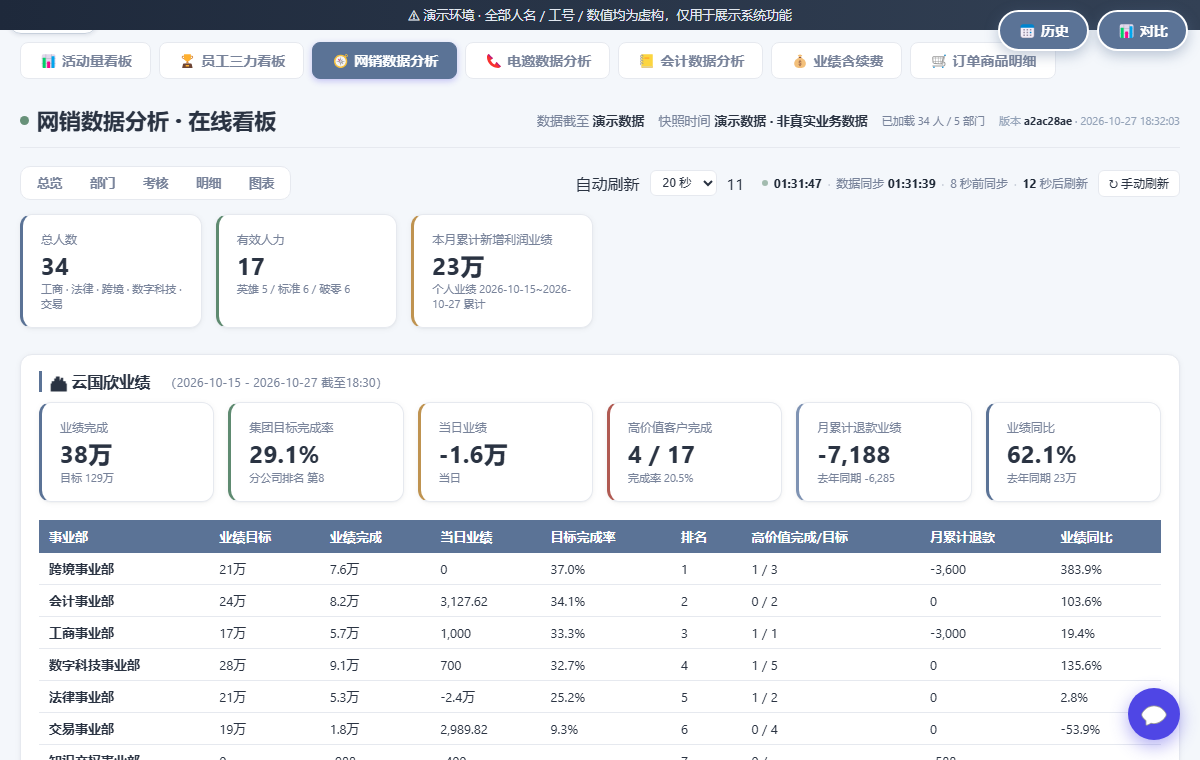 ⚠ 演示环境 · 全部人名 / 工号 / 数值均为虚构，仅用于展示系统功能
历史 对比
活动量看板 员工三力看板 网销数据分析 电邀数据分析 会计数据分析 业绩含续费 订单商品明细
网销数据分析 · 在线看板 数据截至 演示数据 快照时间 演示数据 · 非真实业务数据 已加载 34 人 / 5 部门 版本 a2ac28ae · 2026-10-27 18:32:03
总览 部门 考核 明细 图表 自动刷新 20 秒 11 01:31:47 · 数据同步 01:31:39 · 8 秒前同步 · 12 秒后刷新 ↻ 手动刷新
总人数
34
工商 · 法律 · 跨境 · 数字科技 ·
交易
有效人力
17
英雄 5 / 标准 6 / 破零 6
本月累计新增利润业绩
23万
个人业绩 2026-10-15~2026-
10-27 累计
云国欣业绩 (2026-10-15 - 2026-10-27 截至18:30)
业绩完成
38万
目标 129万
集团目标完成率
29.1%
分公司排名 第8
当日业绩
-1.6万
当日
高价值客户完成
4 / 17
完成率 20.5%
月累计退款业绩
-7,188
去年同期 -6,285
业绩同比
62.1%
去年同期 23万
事业部 业绩目标 业绩完成 当日业绩 目标完成率 排名 高价值完成/目标 月累计退款 业绩同比
跨境事业部 21万 7.6万 0 37.0% 1 1 / 3 -3,600 383.9%
会计事业部 24万 8.2万 3,127.62 34.1% 2 0 / 2 0 103.6%
工商事业部 17万 5.7万 1,000 33.3% 3 1 / 1 -3,000 19.4%
数字科技事业部 28万 9.1万 700 32.7% 4 1 / 5 0 135.6%
法律事业部 21万 5.3万 -2.4万 25.2% 5 1 / 2 0 2.8%
交易事业部 19万 1.8万 2,989.82 9.3% 6 0 / 4 0 -53.9%
知识产权事业部